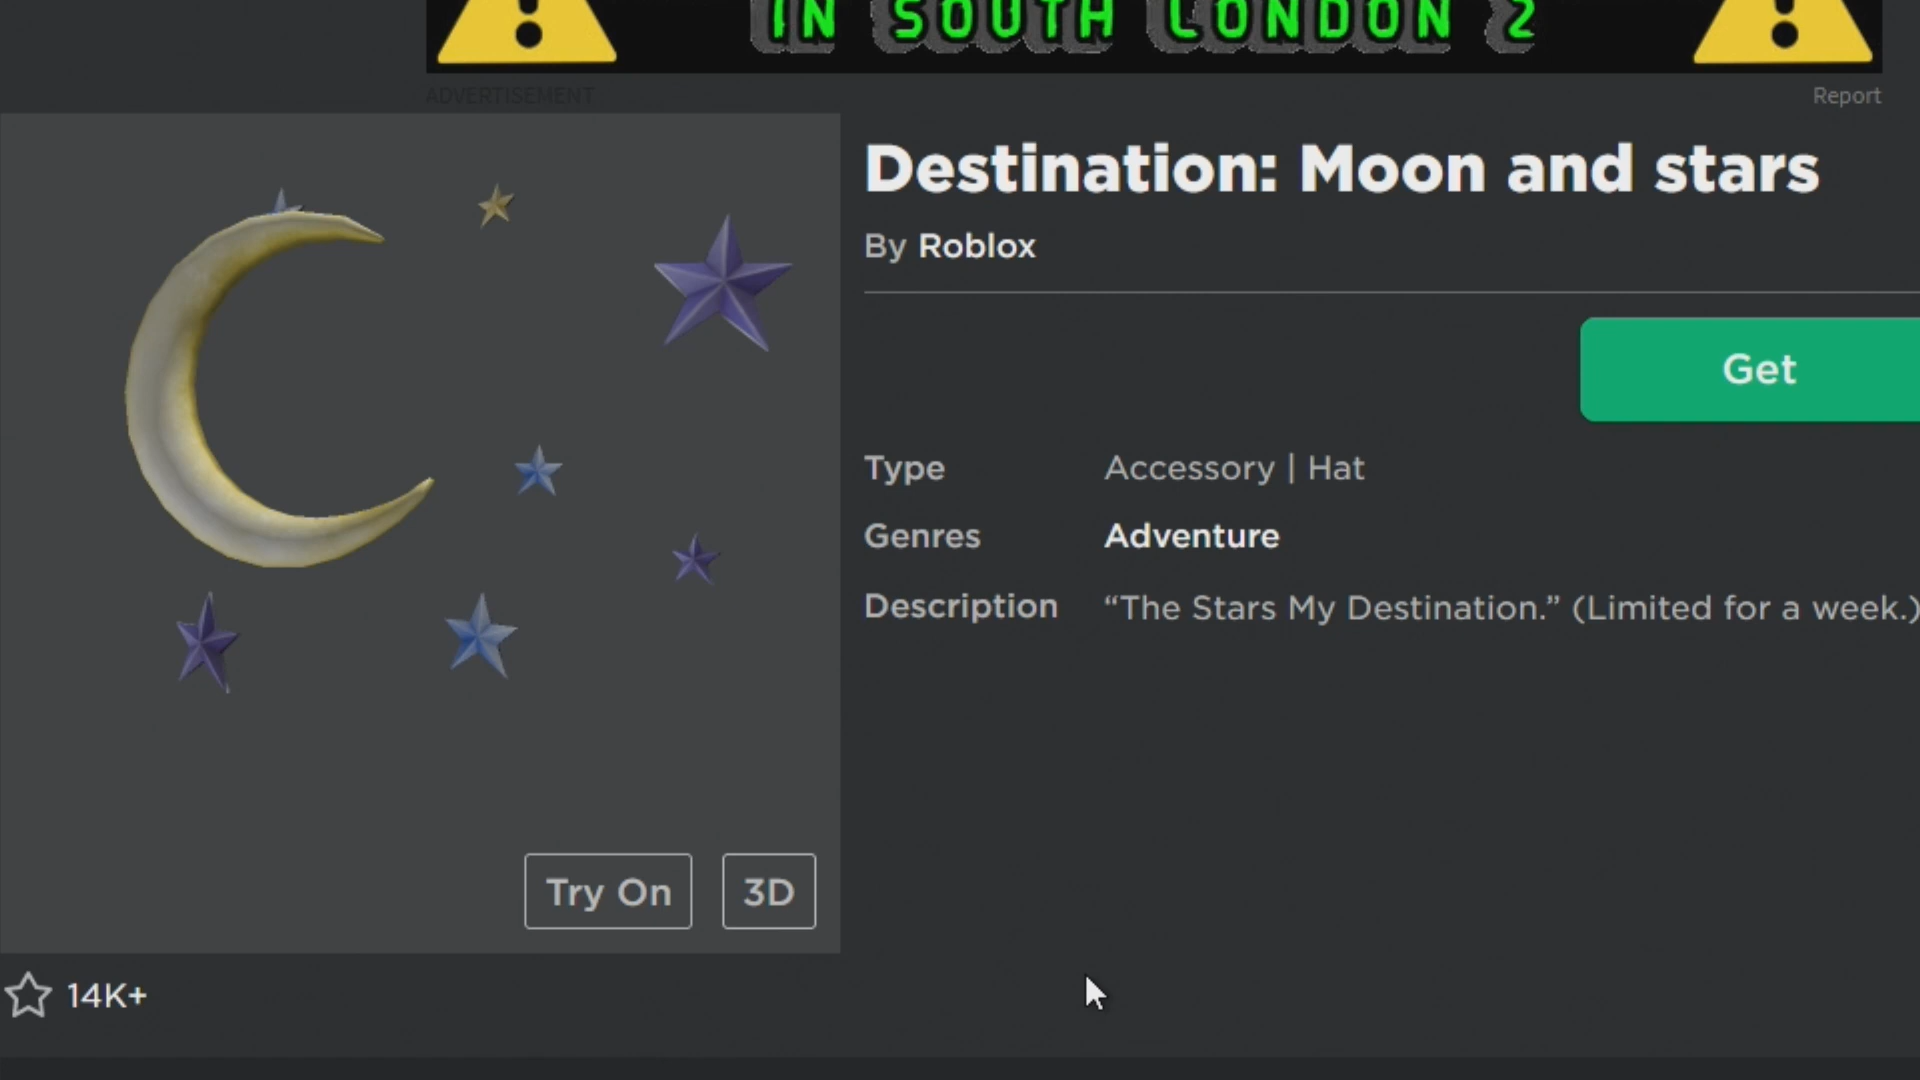 IN SOUTH LONDON 2
ADVERTISEMENT
Report
Destination: Moon and stars
By Roblox
Get
Type Accessory | Hat
Genres Adventure
Description “The Stars My Destination.” (Limited for a week.)
Try On
3D
14K+